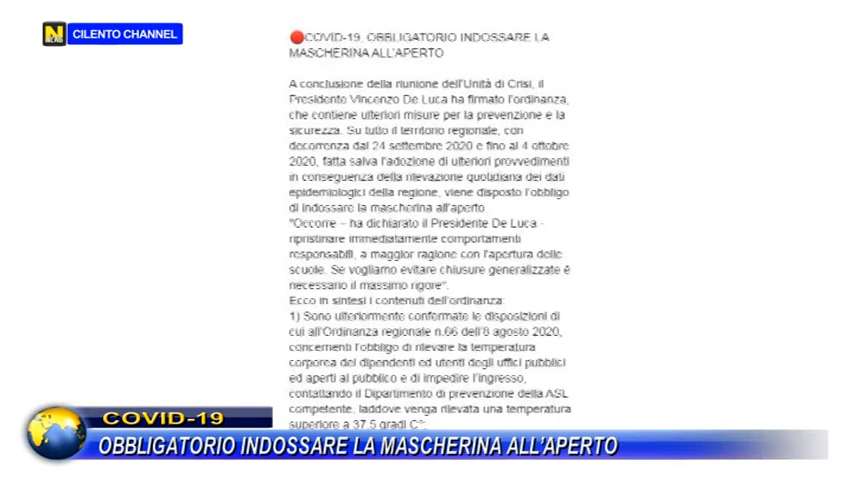 CILENTO CHANNEL
COVID-19, OBBLIGATORIO INDOSSARE LA
MASCHERINA ALL'APERTO
A conclusione della riunione dell'Unità di Crisi, il
Presidente Vincenzo De Luca ha firmato l'ordinanza,
che contiene ulteriori misure per la prevenzione e la
sicurezza. Su tutto il territorio regionale, con
decorrenza dal 24 settembre 2020 e fino al 4 ottobre
2020, fatta salva l'adozione di ulteriori provvedimenti
in conseguenza della rilevazione quotidiana dei dati
epidemiologici della regione, viene disposto l'obbligo
di indossare la mascherina all'aperto
"Occorre – ha dichiarato il Presidente De Luca -
ripristinare immediatamente comportamenti
responsabili, a maggior ragione con l'apertura delle
scuole. Se vogliamo evitare chiusure generalizzate è
necessario il massimo rigore".
Ecco in sintesi i contenuti dell'ordinanza:
1) Sono ulteriormente confermate le disposizioni di
cui all'Ordinanza regionale n.66 dell'8 agosto 2020,
concernenti l'obbligo di rilevare la temperatura
corporea dei dipendenti ed utenti degli uffici pubblici
ed aperti al pubblico e di impedire l'ingresso,
contattando il Dipartimento di prevenzione della ASL
competente, laddove venga rilevata una temperatura
superiore a 37,5 gradi C°;
COVID-19
OBBLIGATORIO INDOSSARE LA MASCHERINA ALL'APERTO